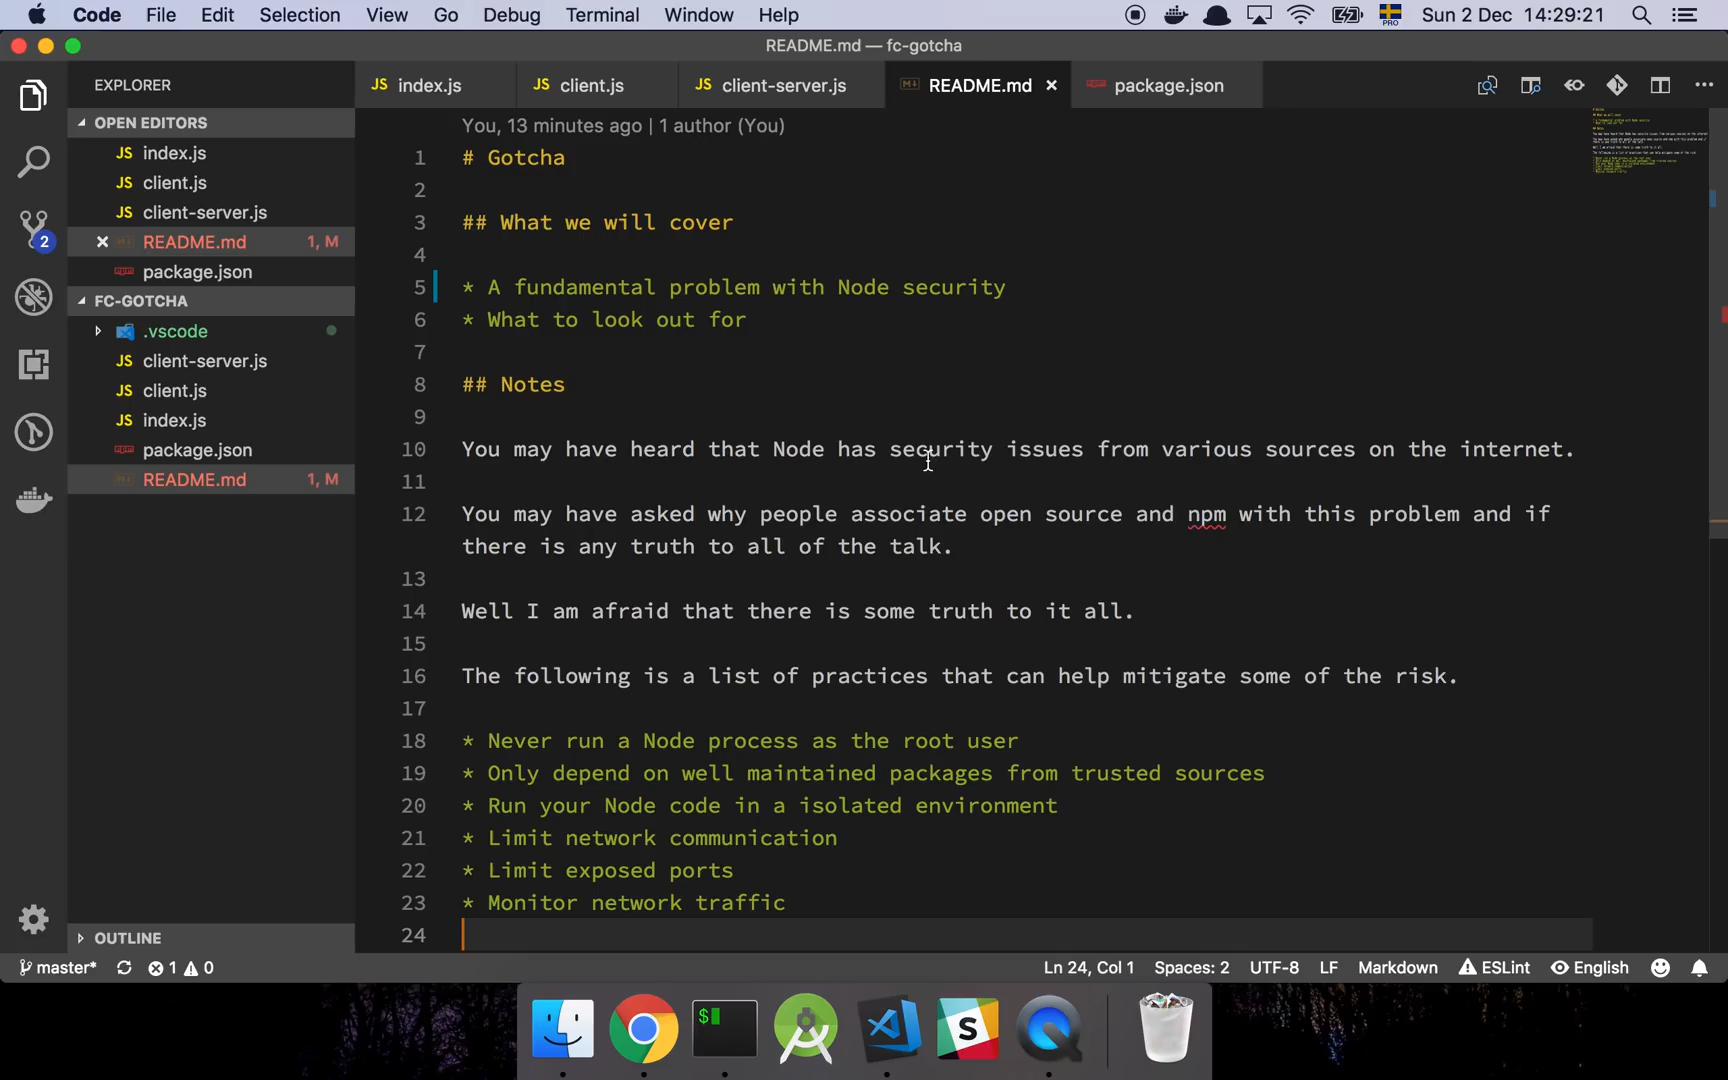 Code File Edit Selection View Go Debug Terminal Window Help PRO Sun 2 Dec 14:29:21
README.md — fc-gotcha
EXPLORER
JS index.js JS client.js JS client-server.js README.md × package.json
OPEN EDITORS
JS index.js
JS client.js
JS client-server.js
README.md 1, M
package.json
FC-GOTCHA
.vscode
JS client-server.js
JS client.js
JS index.js
package.json
README.md 1, M
2
OUTLINE
You, 13 minutes ago | 1 author (You)
1 # Gotcha
2
3 ## What we will cover
4
5 * A fundamental problem with Node security
6 * What to look out for
7
8 ## Notes
9
10 You may have heard that Node has security issues from various sources on the internet.
11
12 You may have asked why people associate open source and npm with this problem and if
there is any truth to all of the talk.
13
14 Well I am afraid that there is some truth to it all.
15
16 The following is a list of practices that can help mitigate some of the risk.
17
18 * Never run a Node process as the root user
19 * Only depend on well maintained packages from trusted sources
20 * Run your Node code in a isolated environment
21 * Limit network communication
22 * Limit exposed ports
23 * Monitor network traffic
24
master* 1 0 Ln 24, Col 1 Spaces: 2 UTF-8 LF Markdown ESLint English
$ S